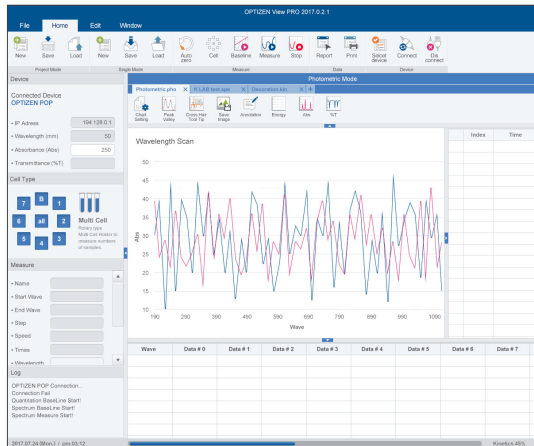 OPTIZEN View PRO 2017.0.2.1
File Home Edit Window
New Save Load New Save Load Auto zero Cell Baseline Measure Stop Report Print Selcet device Connect Dis connect
Project Mode Single Mode Measure Data Device
Device
Connected Device
OPTIZEN POP
• IP Adress 194.128.0.1
• Wavelength (mm) 50
• Absorbance (Abs) 250
• Transmittance (%T)
Cell Type
7 B 1
6 all 2
5 4 3
Multi Cell
Rotary type
Multi Cell Holder to
measure numbers
of samples.
Measure
• Name
• Start Wave
• End Wave
• Step
• Speed
• Times
• Wavelength
Log
OPTIZEN POP Connection...
Connection Fail
Quantitation BaseLine Start!
Spectrum BaseLine Start!
Spectrum Measure Start!
2017.07.24 (Mon.) / pm 03:12
Photometric Mode
Photometric.pho X K LAB test.spe X Decoration.kin X +
Chart Setting Peak Valley Cross Hair Tool Tip Save Image Annotation Energy Abs %T
Wavelength Scan
50
45
40
35
30
25
20
15
10
Abs
190 290 390 490 590 690 790 890 990 1090
Wave
Index Time
Wave Data # 0 Data # 1 Data # 2 Data # 3 Data # 4 Data # 5 Data # 6 Data # 7
Kinetics 45%